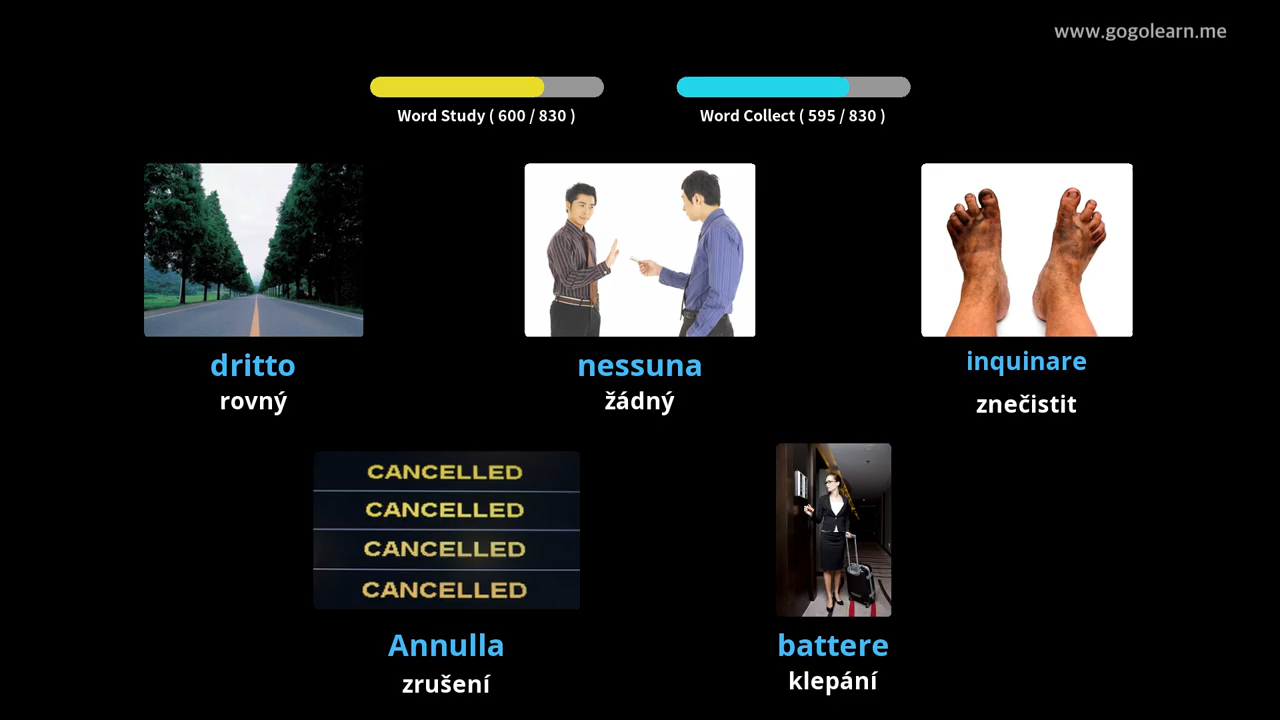 www.gogolearn.me
Word Study ( 600 / 830 )
Word Collect ( 595 / 830 )
dritto
rovný
nessuna
žádný
inquinare
znečistit
CANCELLED
CANCELLED
CANCELLED
CANCELLED
Annulla
zrušení
battere
klepání